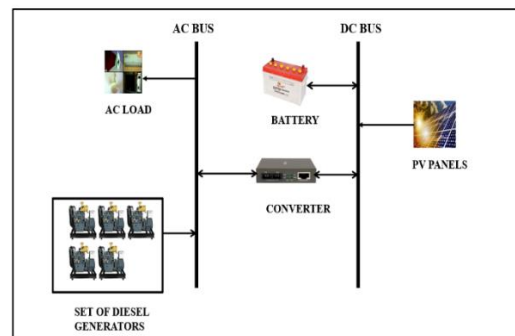 AC BUS
DC BUS
AC LOAD
BATTERY
PV PANELS
CONVERTER
SET OF DIESEL
GENERATORS